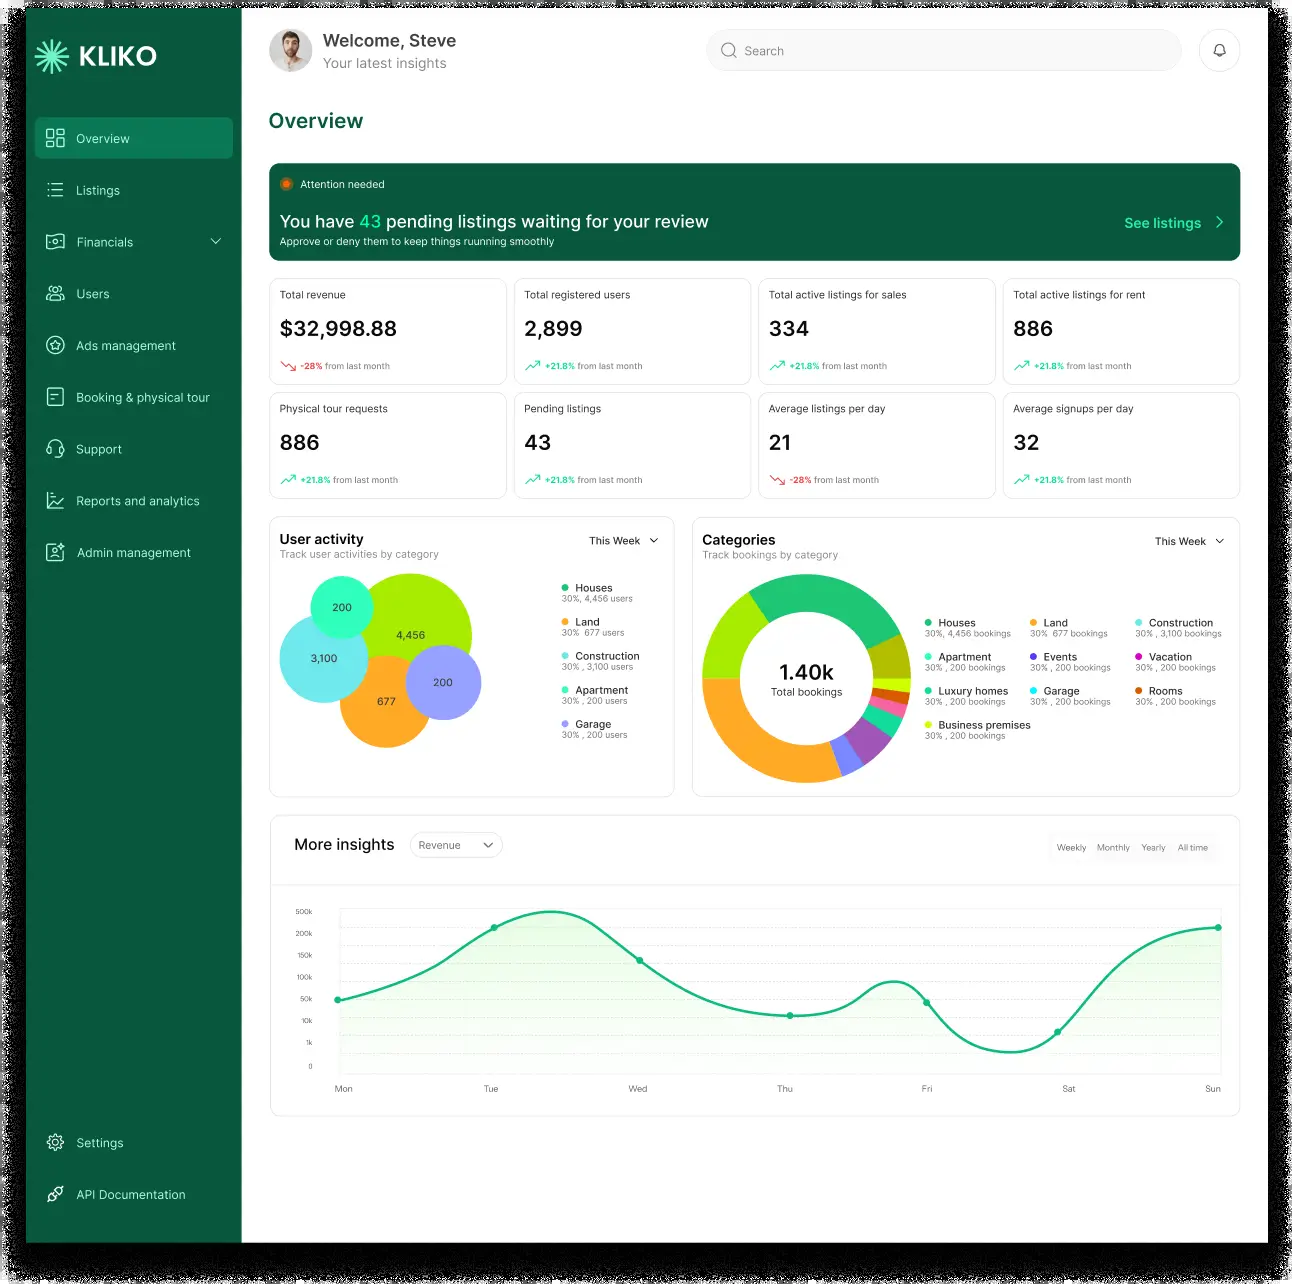 KLIKO
Welcome, Steve
Your latest insights
Search
Overview
Listings
Financials
Users
Ads management
Booking & physical tour
Support
Reports and analytics
Admin management
Settings
API Documentation
Overview
Attention needed
You have 43 pending listings waiting for your review
Approve or deny them to keep things ruunning smoothly
See listings
Total revenue
$32,998.88
-28% from last month
Total registered users
2,899
+21.8% from last month
Total active listings for sales
334
+21.8% from last month
Total active listings for rent
886
+21.8% from last month
Physical tour requests
886
+21.8% from last month
Pending listings
43
+21.8% from last month
Average listings per day
21
-28% from last month
Average signups per day
32
+21.8% from last month
User activity
Track user activities by category
This Week
200
4,456
3,100
677
200
Houses
30%, 4,456 users
Land
30% 677 users
Construction
30% , 3,100 users
Apartment
30% , 200 users
Garage
30% , 200 users
Categories
Track bookings by category
This Week
1.40k
Total bookings
Houses
30%, 4,456 bookings
Land
30% 677 bookings
Construction
30% , 3,100 bookings
Apartment
30% , 200 bookings
Events
30% , 200 bookings
Vacation
30% , 200 bookings
Luxury homes
30% , 200 bookings
Garage
30% , 200 bookings
Rooms
30% , 200 bookings
Business premises
30% , 200 bookings
More insights
Revenue
Weekly Monthly Yearly All time
500k
200k
150k
100k
50k
10k
1k
0
Mon Tue Wed Thu Fri Sat Sun